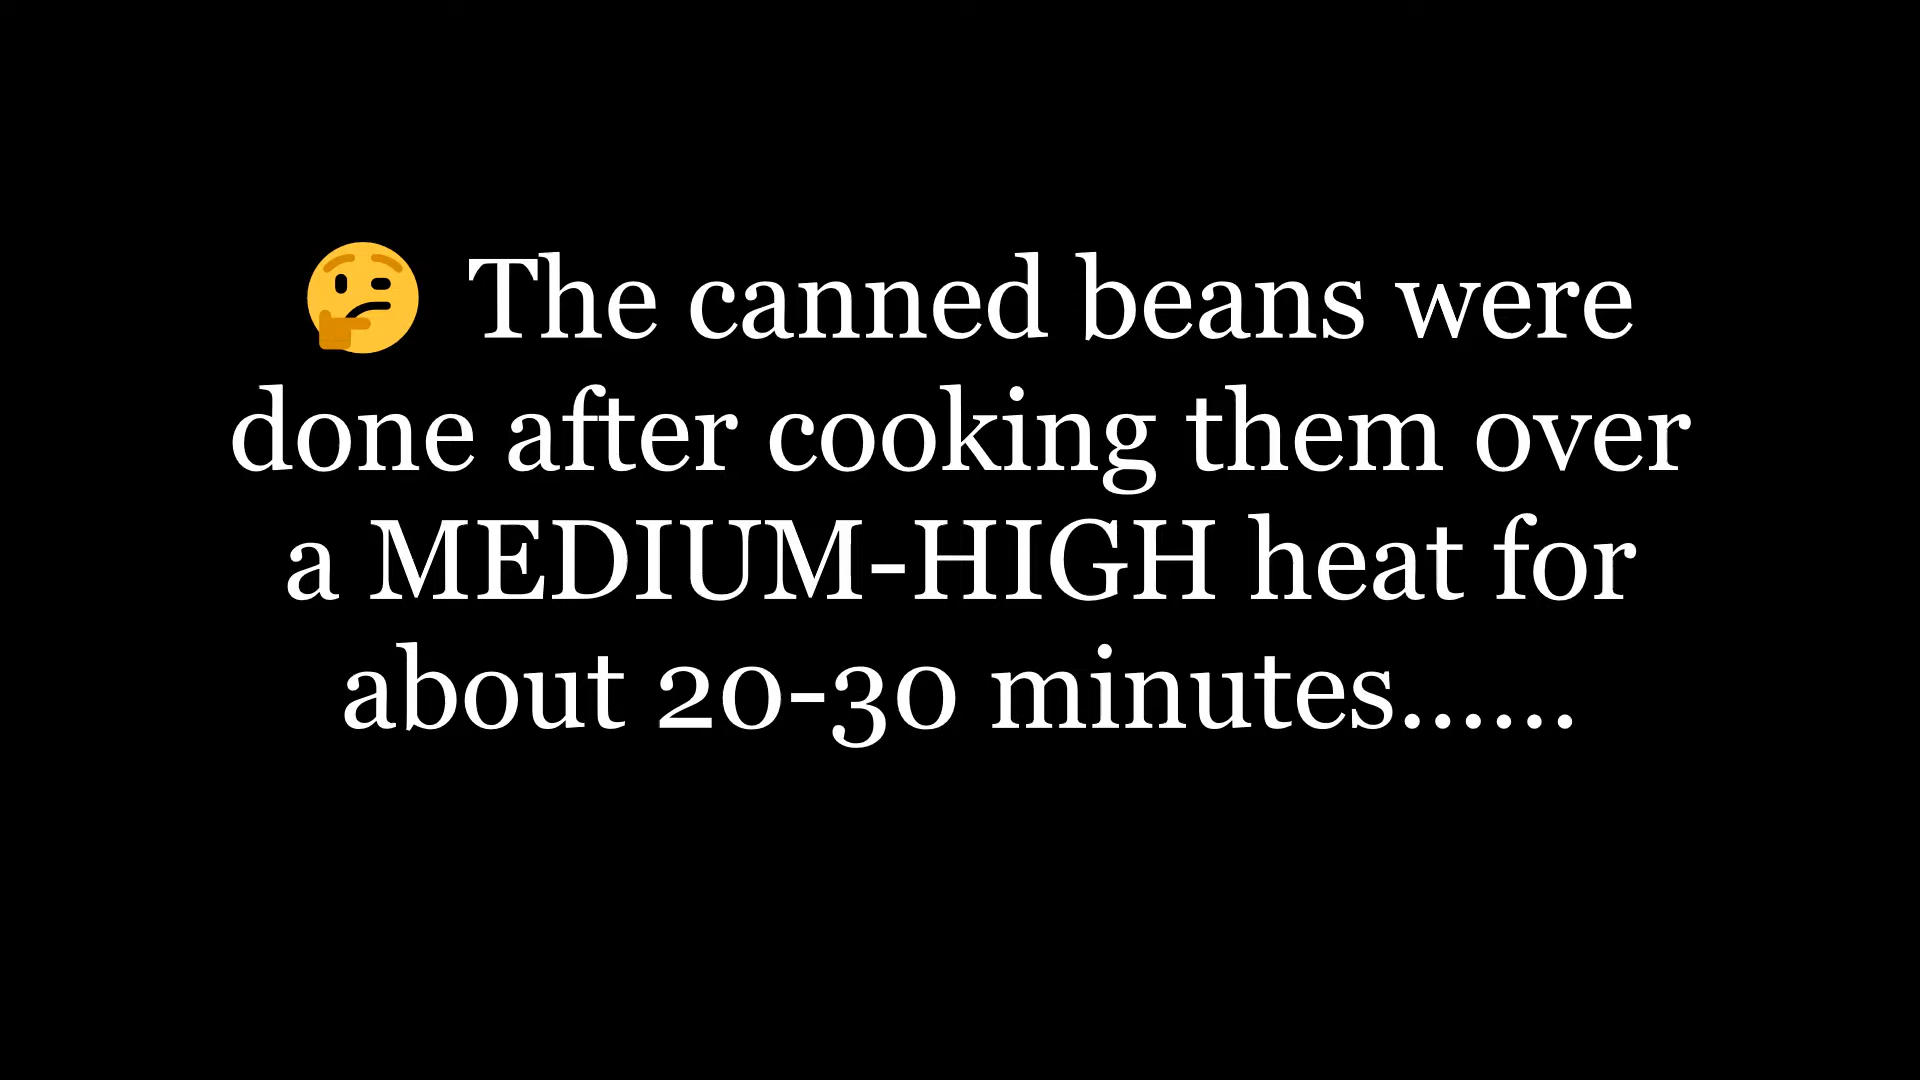 🤔 The canned beans were
done after cooking them over
a MEDIUM-HIGH heat for
about 20-30 minutes......